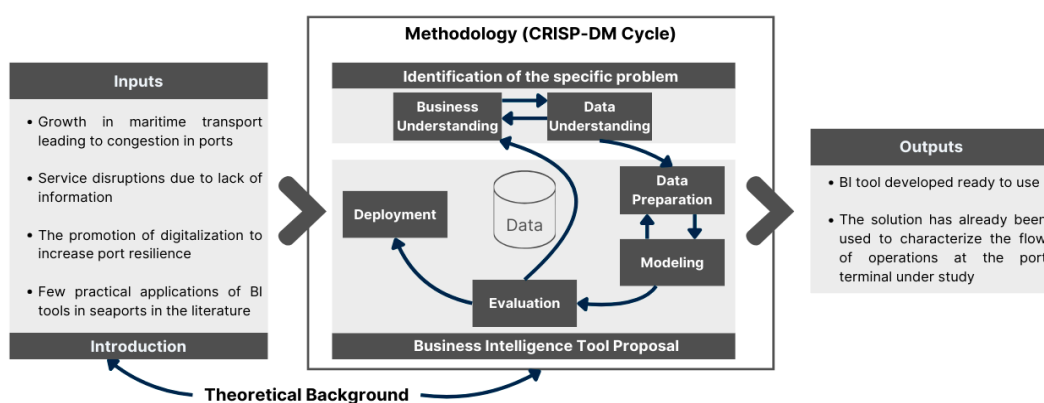 Methodology (CRISP-DM Cycle)
Inputs
• Growth in maritime transport
leading to congestion in ports
• Service disruptions due to lack of
information
• The promotion of digitalization to
increase port resilience
• Few practical applications of BI
tools in seaports in the literature
Introduction
Identification of the specific problem
Business
Understanding
Data
Understanding
Data
Preparation
Deployment
Data
Modeling
Evaluation
Business Intelligence Tool Proposal
Outputs
• BI tool developed ready to use
• The solution has already been
used to characterize the flow
of operations at the port
terminal under study
Theoretical Background